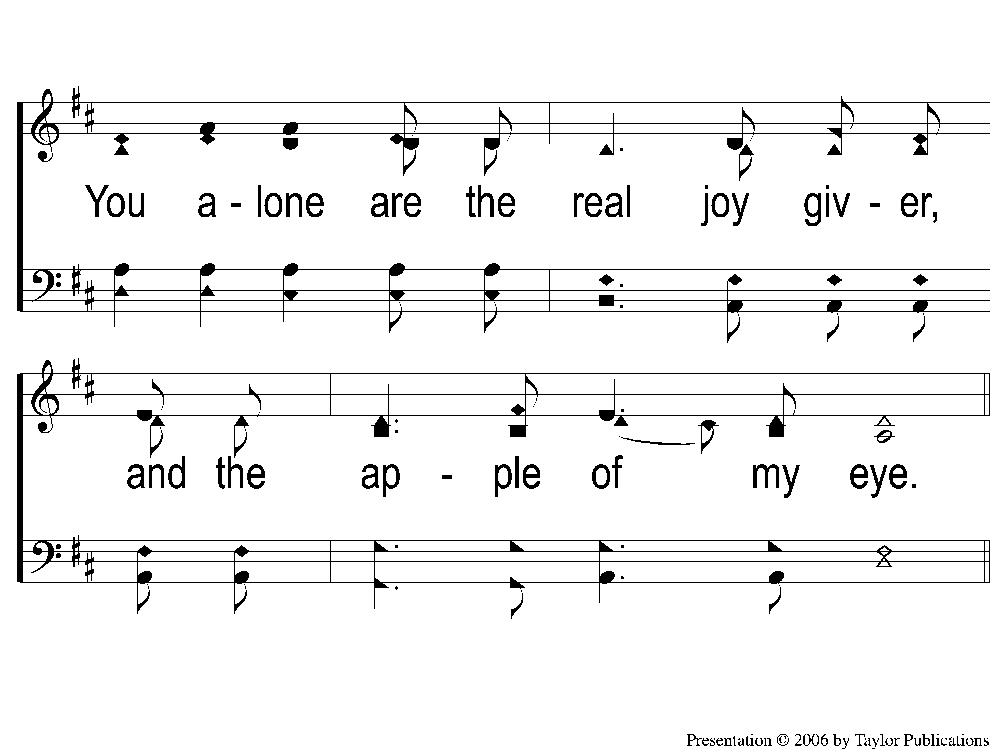 You a - lone are the real joy giv - er,
and the ap - ple of my eye.
Presentation © 2006 by Taylor Publications